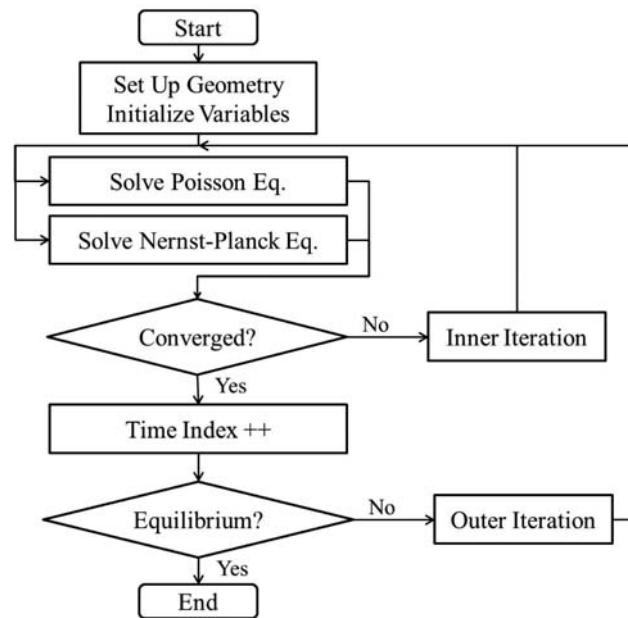 Start
Set Up Geometry
Initialize Variables
Solve Poisson Eq.
Solve Nernst-Planck Eq.
Converged?
No
Inner Iteration
Yes
Time Index ++
Equilibrium?
No
Outer Iteration
Yes
End